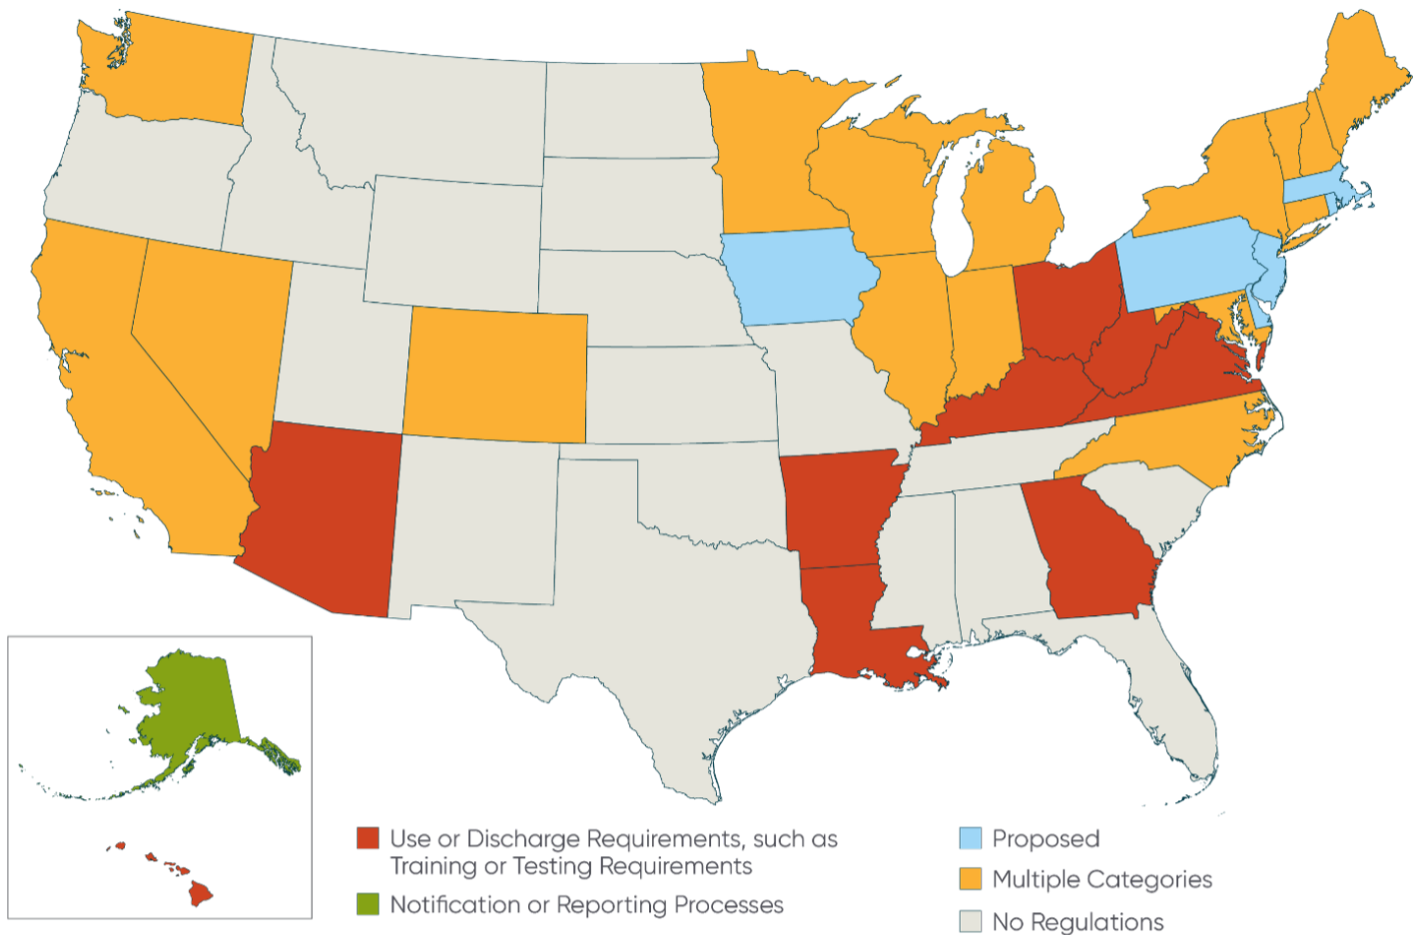 Use or Discharge Requirements, such as
Training or Testing Requirements
Notification or Reporting Processes
Proposed
Multiple Categories
No Regulations